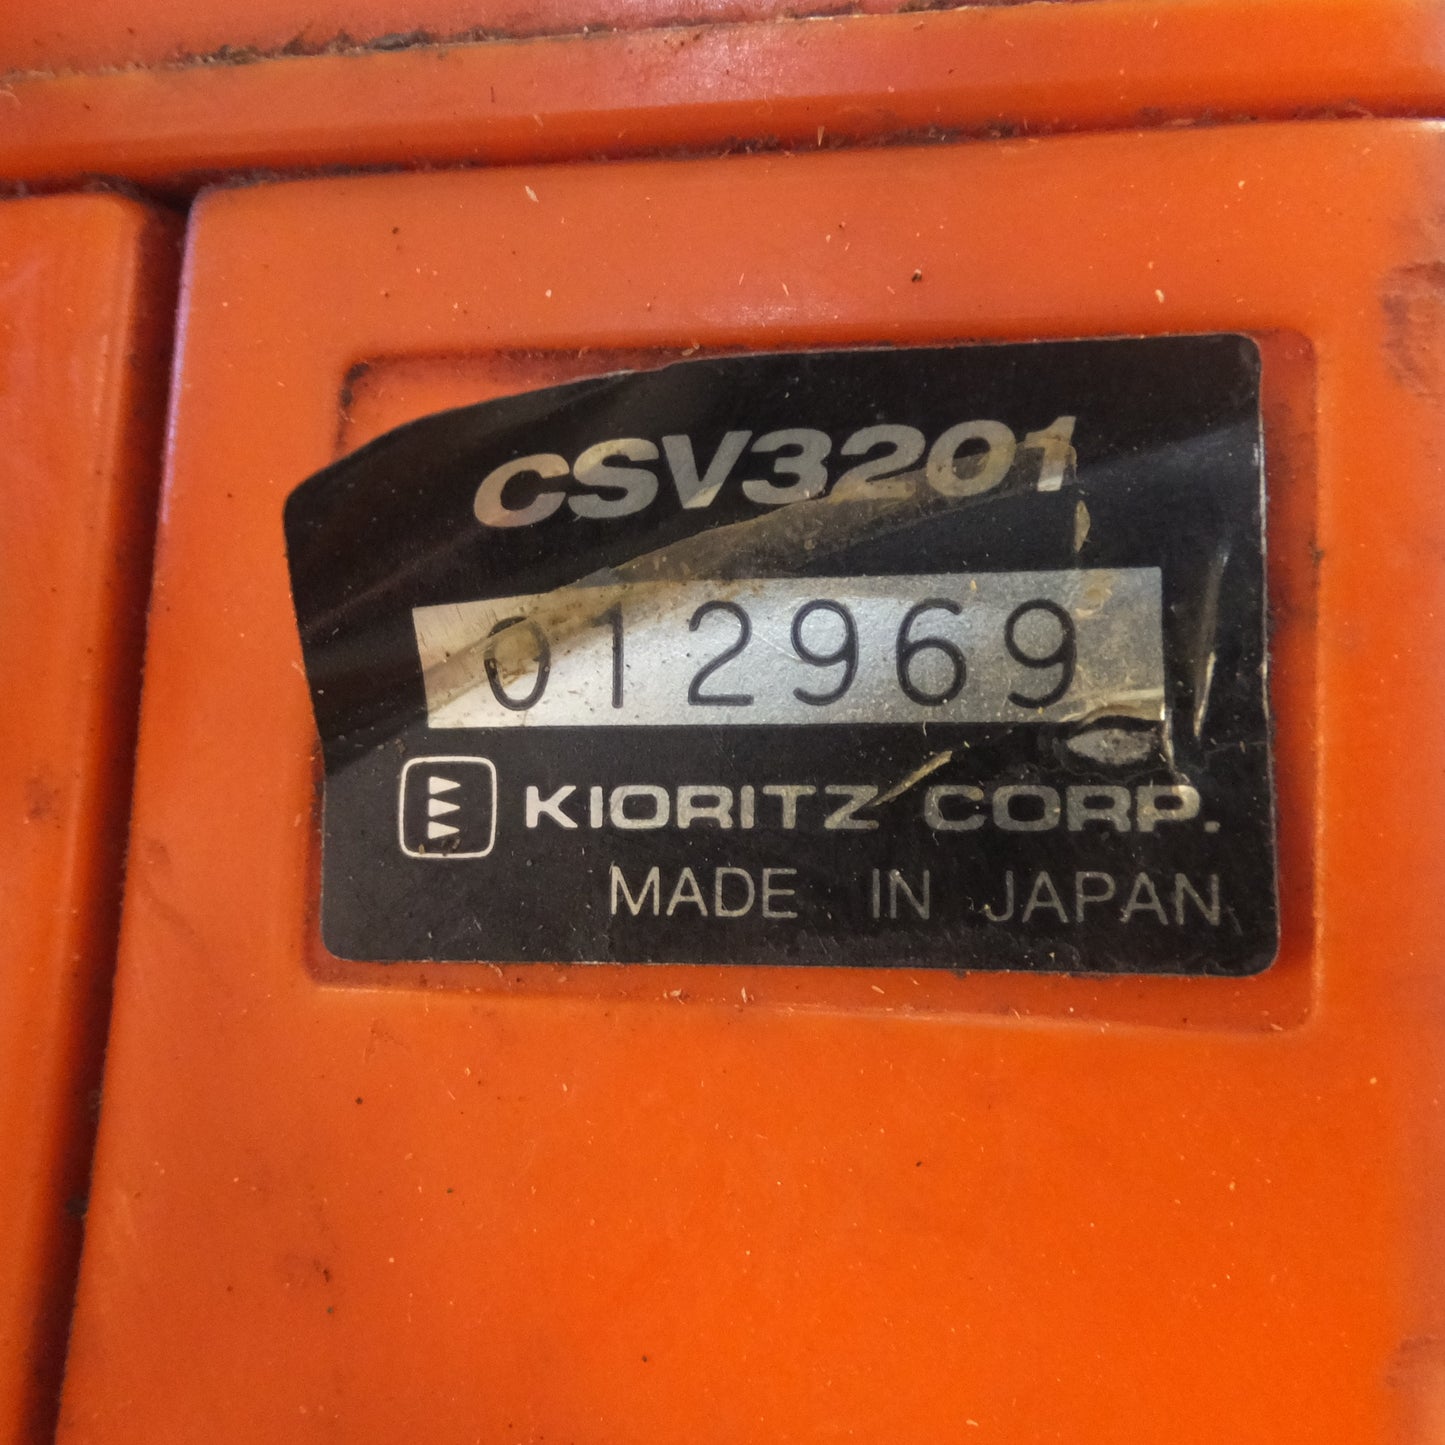 CSV3201
012969
KIORITZ CORP.
MADE IN JAPAN